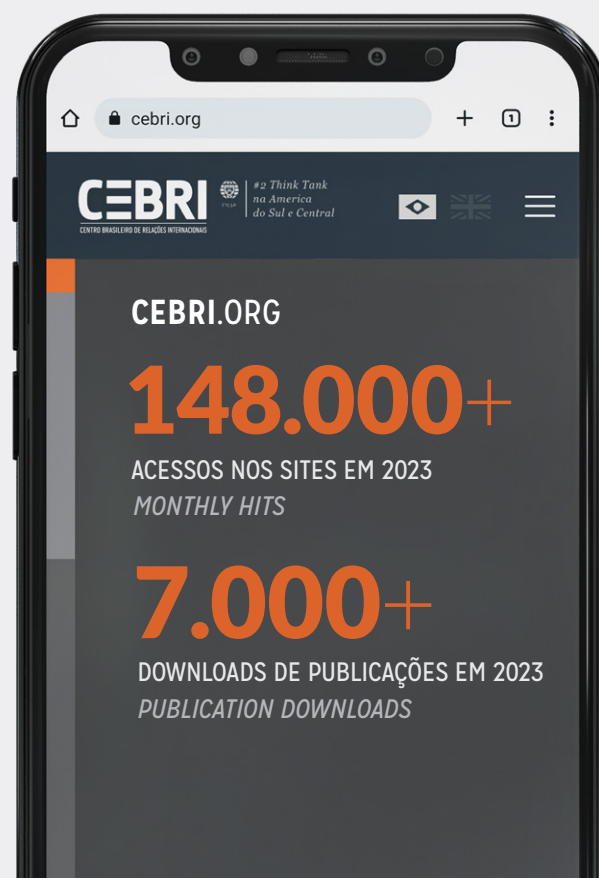 cebri.org
1
CEBRI
CENTRO BRASILEIRO DE RELAÇÕES INTERNACIONAIS
#2 Think Tank
na America
do Sul e Central
CEBRI.ORG
148.000+
ACESSOS NOS SITES EM 2023
MONTHLY HITS
7.000+
DOWNLOADS DE PUBLICAÇÕES EM 2023
PUBLICATION DOWNLOADS